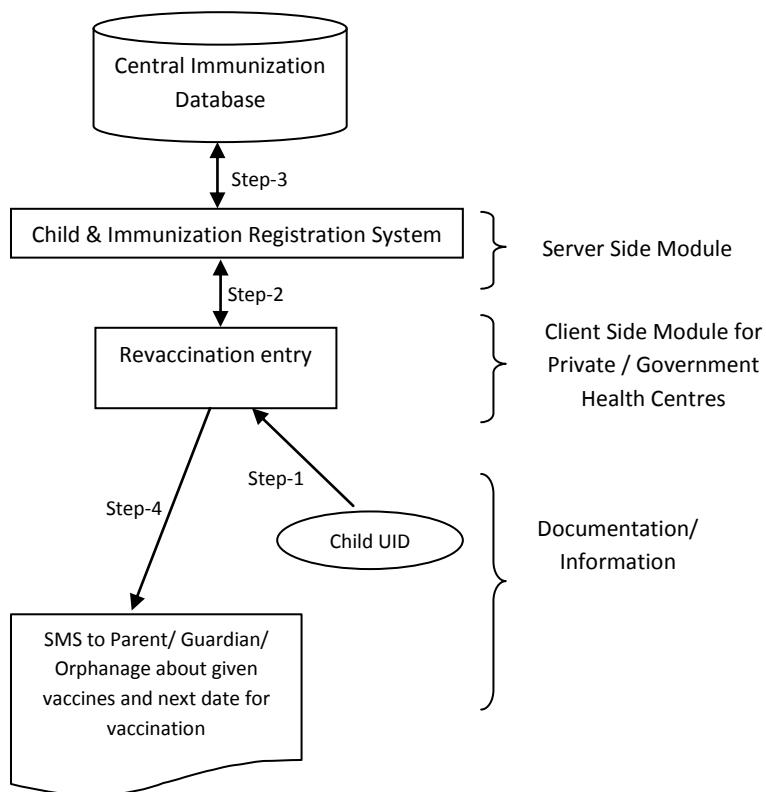 Central Immunization
Database
Step-3
Child & Immunization Registration System
Server Side Module
Step-2
Revaccination entry
Client Side Module for
Private / Government
Health Centres
Step-1
Step-4
Child UID
Documentation/
Information
SMS to Parent/ Guardian/
Orphanage about given
vaccines and next date for
vaccination